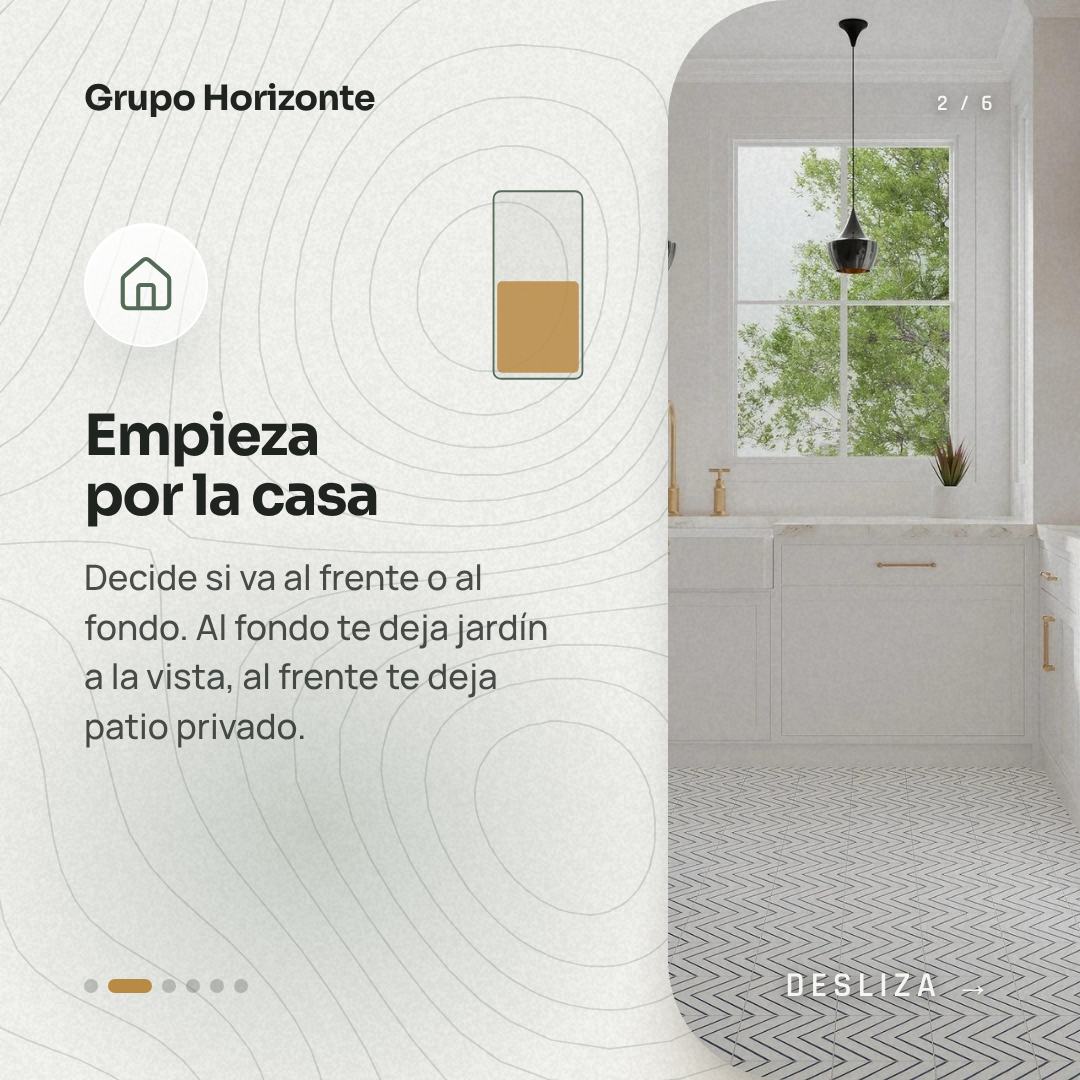 Grupo Horizonte
2 / 6
Empieza
por la casa
Decide si va al frente o al
fondo. Al fondo te deja jardín
a la vista, al frente te deja
patio privado.
DESLIZA →